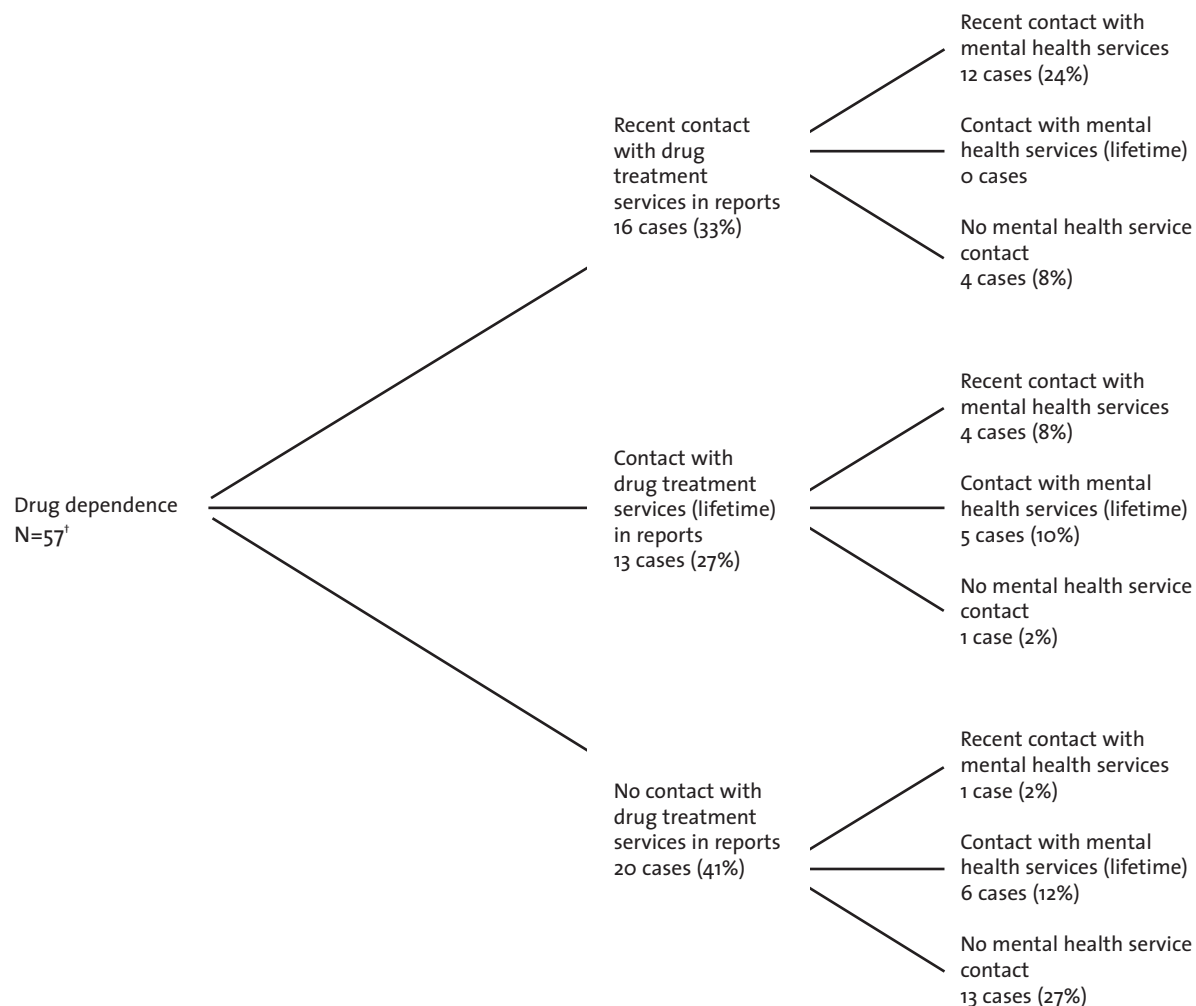 Drug dependence
N=57†
Recent contact
with drug
treatment
services in reports
16 cases (33%)
Recent contact with
mental health services
12 cases (24%)
Contact with mental
health services (lifetime)
0 cases
No mental health service
contact
4 cases (8%)
Contact with
drug treatment
services (lifetime)
in reports
13 cases (27%)
Recent contact with
mental health services
4 cases (8%)
Contact with mental
health services (lifetime)
5 cases (10%)
No mental health service
contact
1 case (2%)
No contact with
drug treatment
services in reports
20 cases (41%)
Recent contact with
mental health services
1 case (2%)
Contact with mental
health services (lifetime)
6 cases (12%)
No mental health service
contact
13 cases (27%)